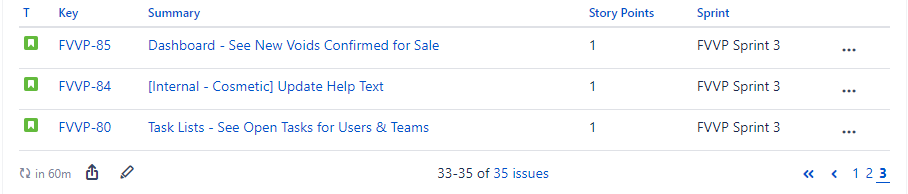 T Key Summary Story Points Sprint
FVVP-85 Dashboard - See New Voids Confirmed for Sale 1 FVVP Sprint 3 ...
FVVP-84 [Internal - Cosmetic] Update Help Text 1 FVVP Sprint 3 ...
FVVP-80 Task Lists - See Open Tasks for Users & Teams 1 FVVP Sprint 3 ...
in 60m 33-35 of 35 issues « ‹ 1 2 3